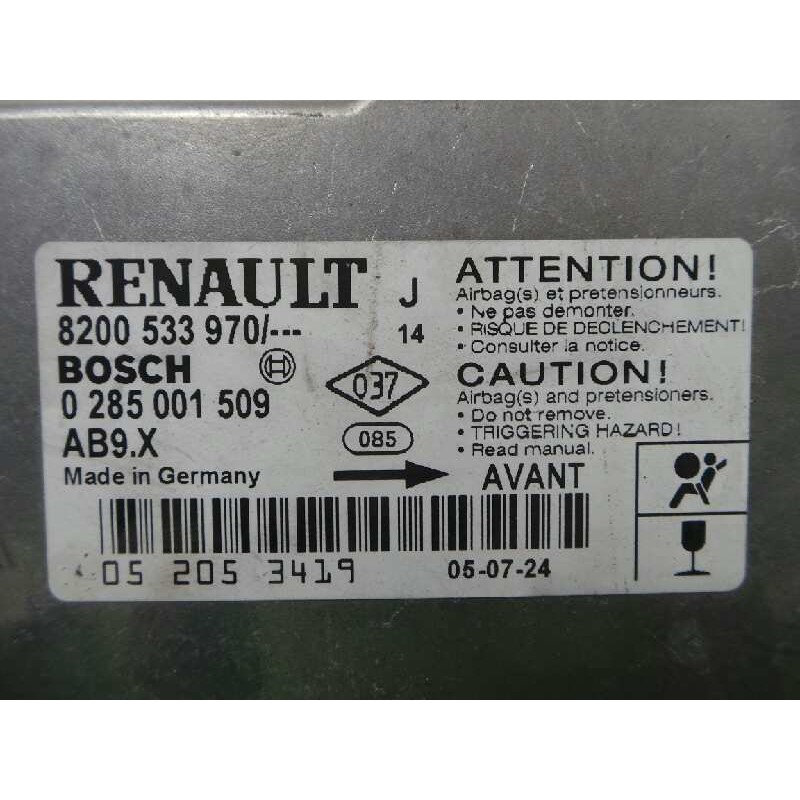 RENAULT J
8200 533 970/--- 14
BOSCH
037
0 285 001 509
AB9.X
085
Made in Germany
AVANT
ATTENTION!
Airbag(s) et pretensionneurs.
• Ne pas demonter.
• RISQUE DE DECLENCHEMENT!
• Consulter la notice.
CAUTION!
Airbag(s) and pretensioners.
• Do not remove.
• TRIGGERING HAZARD!
• Read manual.
05 205 3419
05-07-24